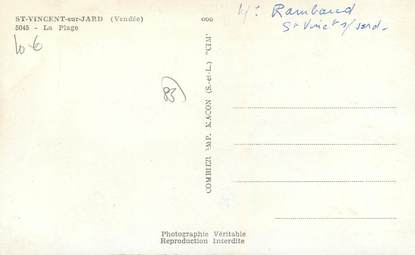 ST-VINCENT-sur-JARD (Vendée)
5045 - La Plage
10 €
83
COMBIER IMP. MACON (S.-et-L.) "CIM"
Rambaud
St Vincent s/ Jard.
Photographie Véritable
Reproduction Interdite